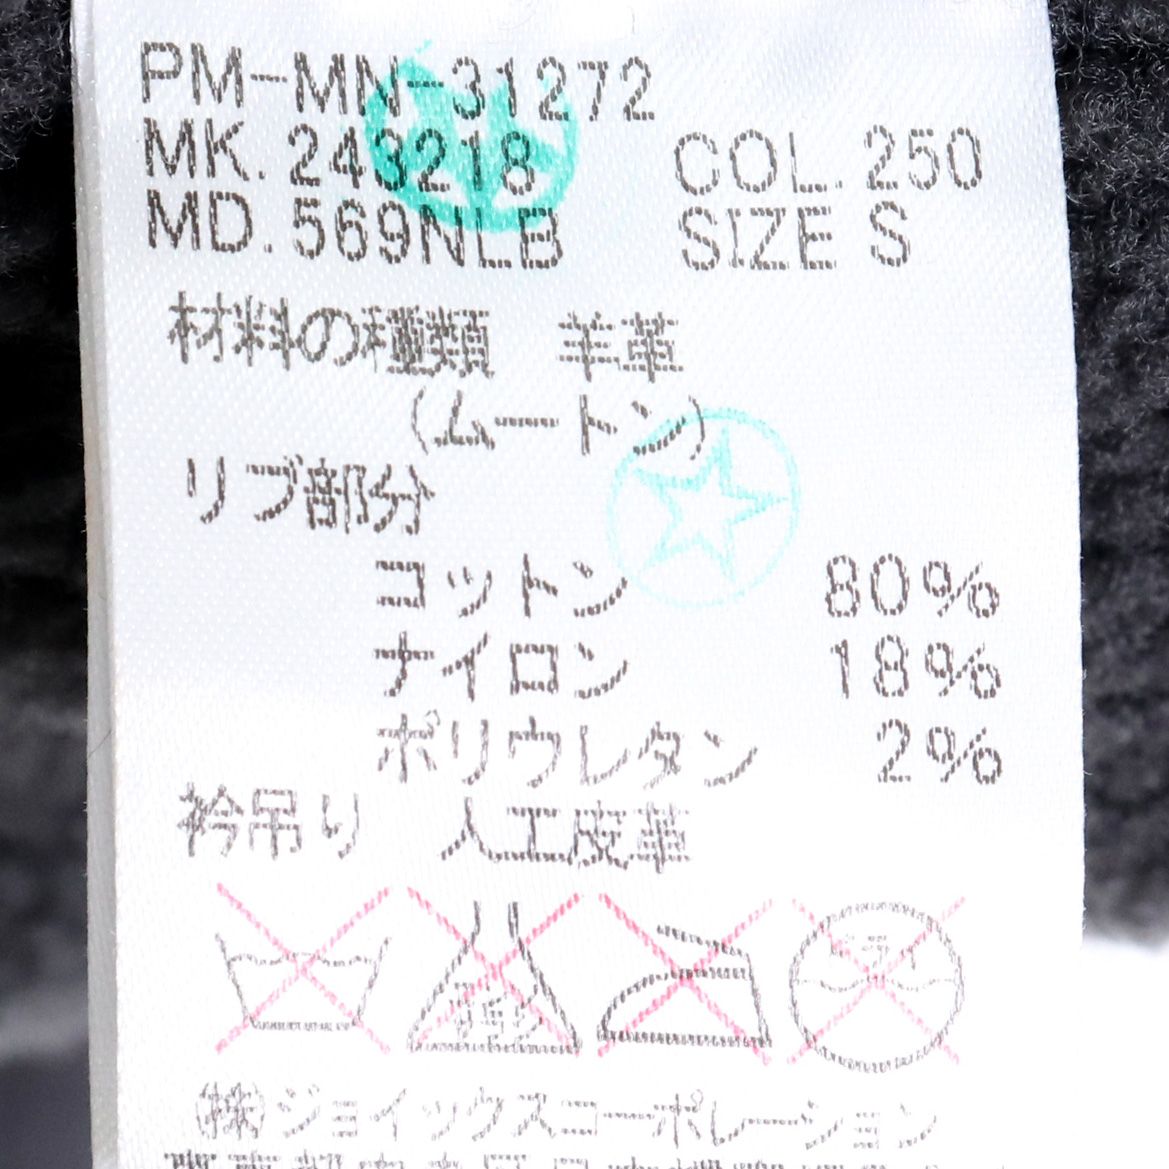 PM-MN-31272
MK. 243218 COL. 250
MD. 569NLB SIZE S
材料の種類 羊革
(ムートン)
リブ部分
コットン 80%
ナイロン 18%
ポリウレタン 2%
衿吊り 人工皮革
ドライ
(株)ジョイックスコーポレーション